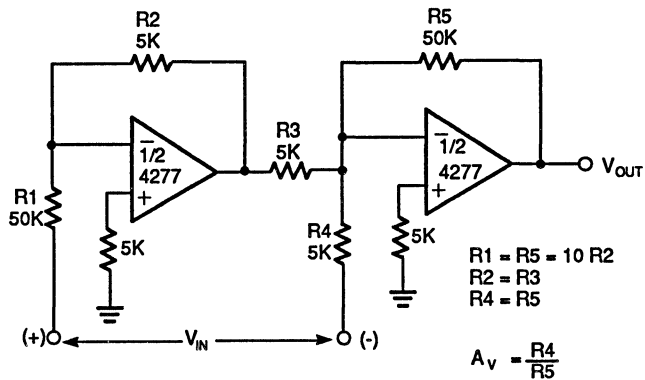 R2
5K
R5
50K
R3
5K
–
1/2
4277
+
–
1/2
4277
+
V_OUT
R1
50K
5K
R4
5K
5K
R1 = R5 = 10 R2
R2 = R3
R4 = R5
(+)
V_IN
(-)
A_V = R4
R5